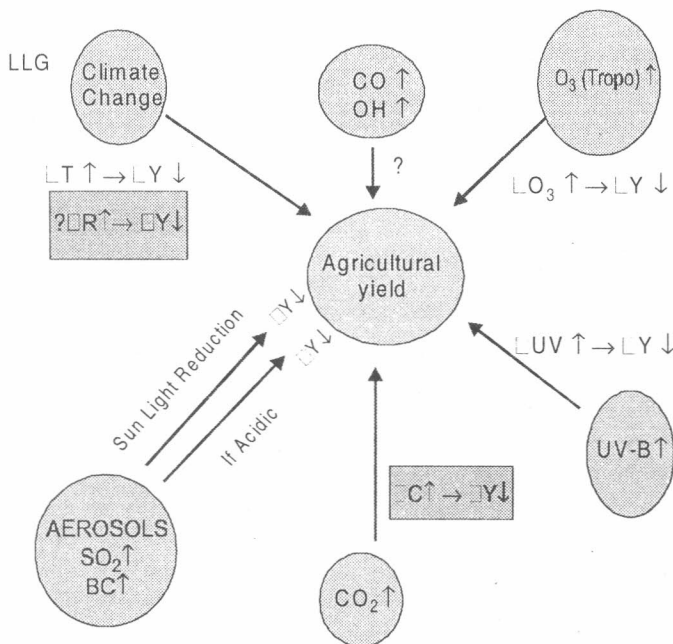 LLG
Climate
Change
CO ↑
OH ↑
O₃ (Tropo) ↑
?
∟T ↑ → ∟Y ↓
?□R↑→ □Y↓
∟O₃ ↑ → ∟Y ↓
Agricultural
yield
□Y↓
□Y↓
Sun Light Reduction
If Acidic
∟UV ↑ → ∟Y ↓
UV-B↑
□C↑ → □Y↓
AEROSOLS
SO₂↑
BC↑
CO₂ ↑